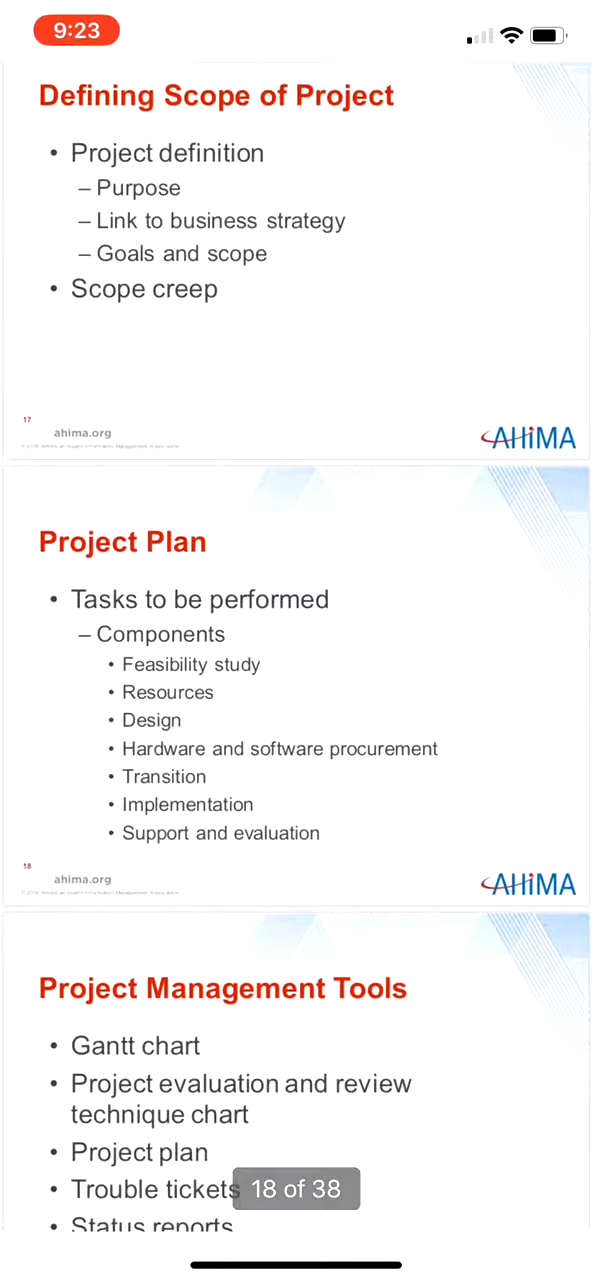 9:23
Defining Scope of Project
• Project definition
– Purpose
– Link to business strategy
– Goals and scope
• Scope creep
17
ahima.org
AHIMA
Project Plan
• Tasks to be performed
– Components
• Feasibility study
• Resources
• Design
• Hardware and software procurement
• Transition
• Implementation
• Support and evaluation
18
ahima.org
AHIMA
Project Management Tools
• Gantt chart
• Project evaluation and review
technique chart
• Project plan
• Trouble tickets
18 of 38
• Status reports